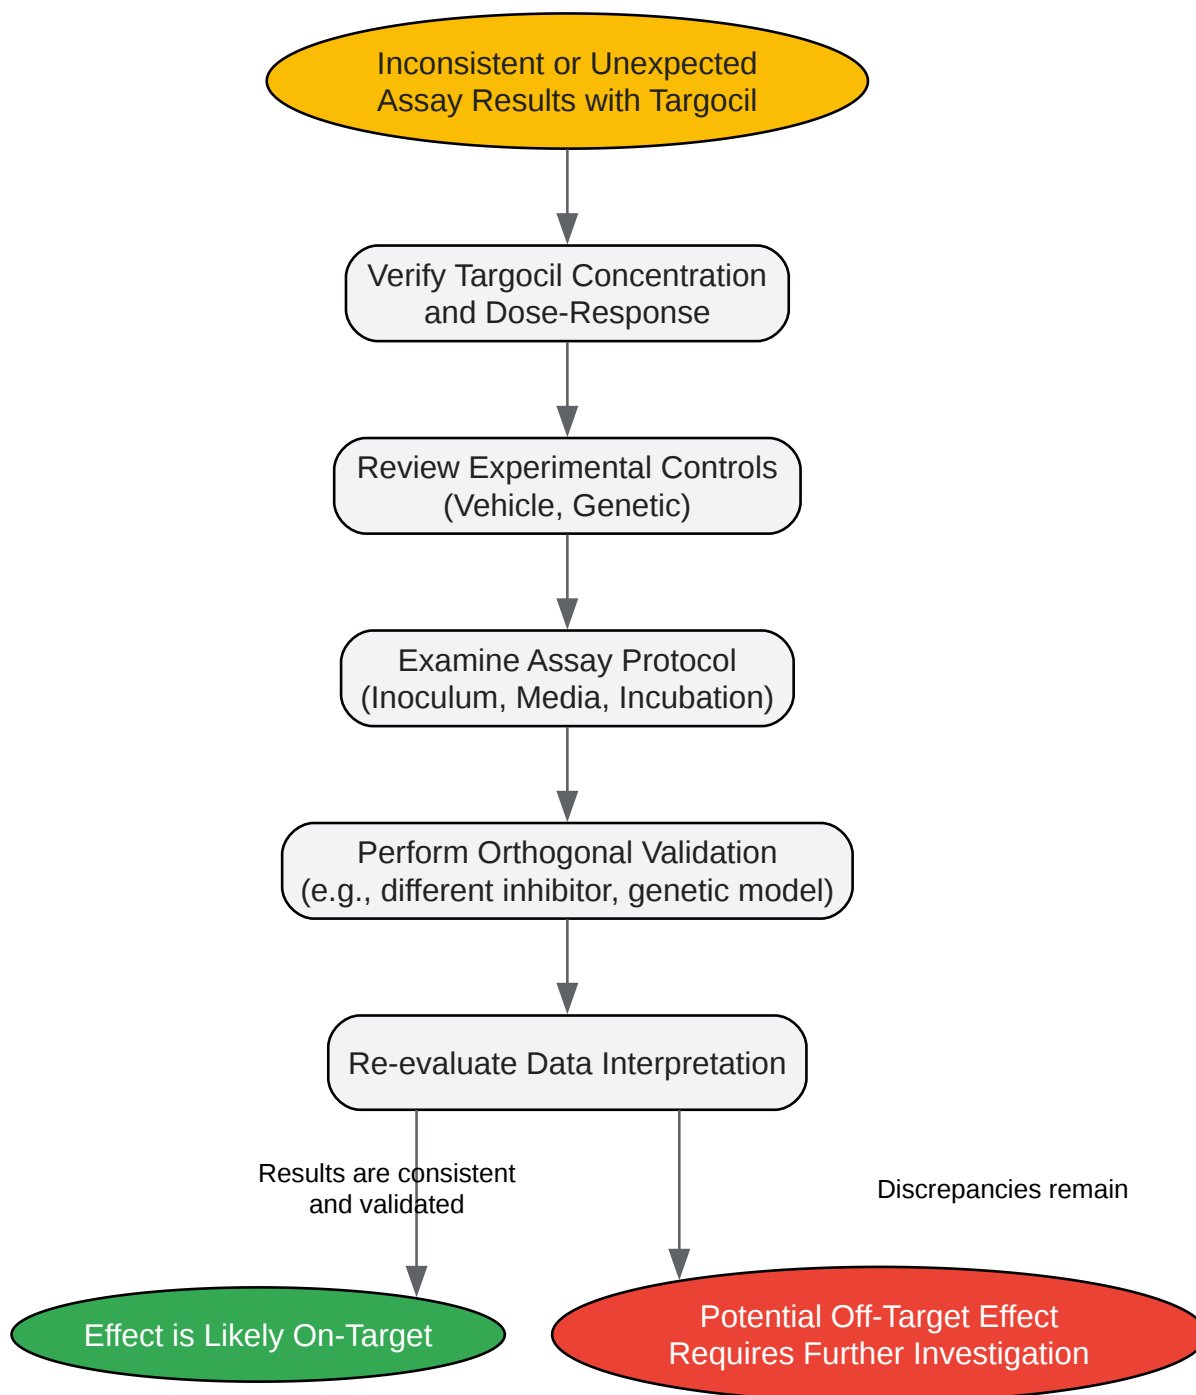 Inconsistent or Unexpected
Assay Results with Targocil
Verify Targocil Concentration
and Dose-Response
Review Experimental Controls
(Vehicle, Genetic)
Examine Assay Protocol
(Inoculum, Media, Incubation)
Perform Orthogonal Validation
(e.g., different inhibitor, genetic model)
Re-evaluate Data Interpretation
Results are consistent
and validated
Discrepancies remain
Effect is Likely On-Target
Potential Off-Target Effect
Requires Further Investigation